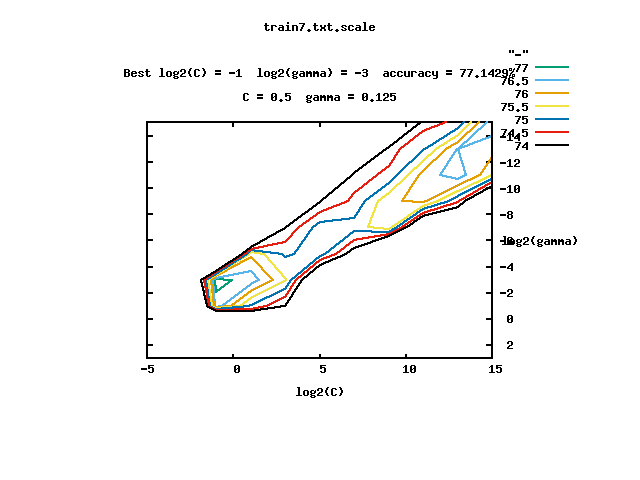 train7.txt.scale
"-"
Best log2(C) = -1  log2(gamma) = -3  accuracy = 77.1429%
77
76.5
C = 0.5  gamma = 0.125
76
75.5
75
74.5
74
-14
-12
-10
-8
-6
log2(gamma)
-4
-2
0
2
-5 0 5 10 15
log2(C)